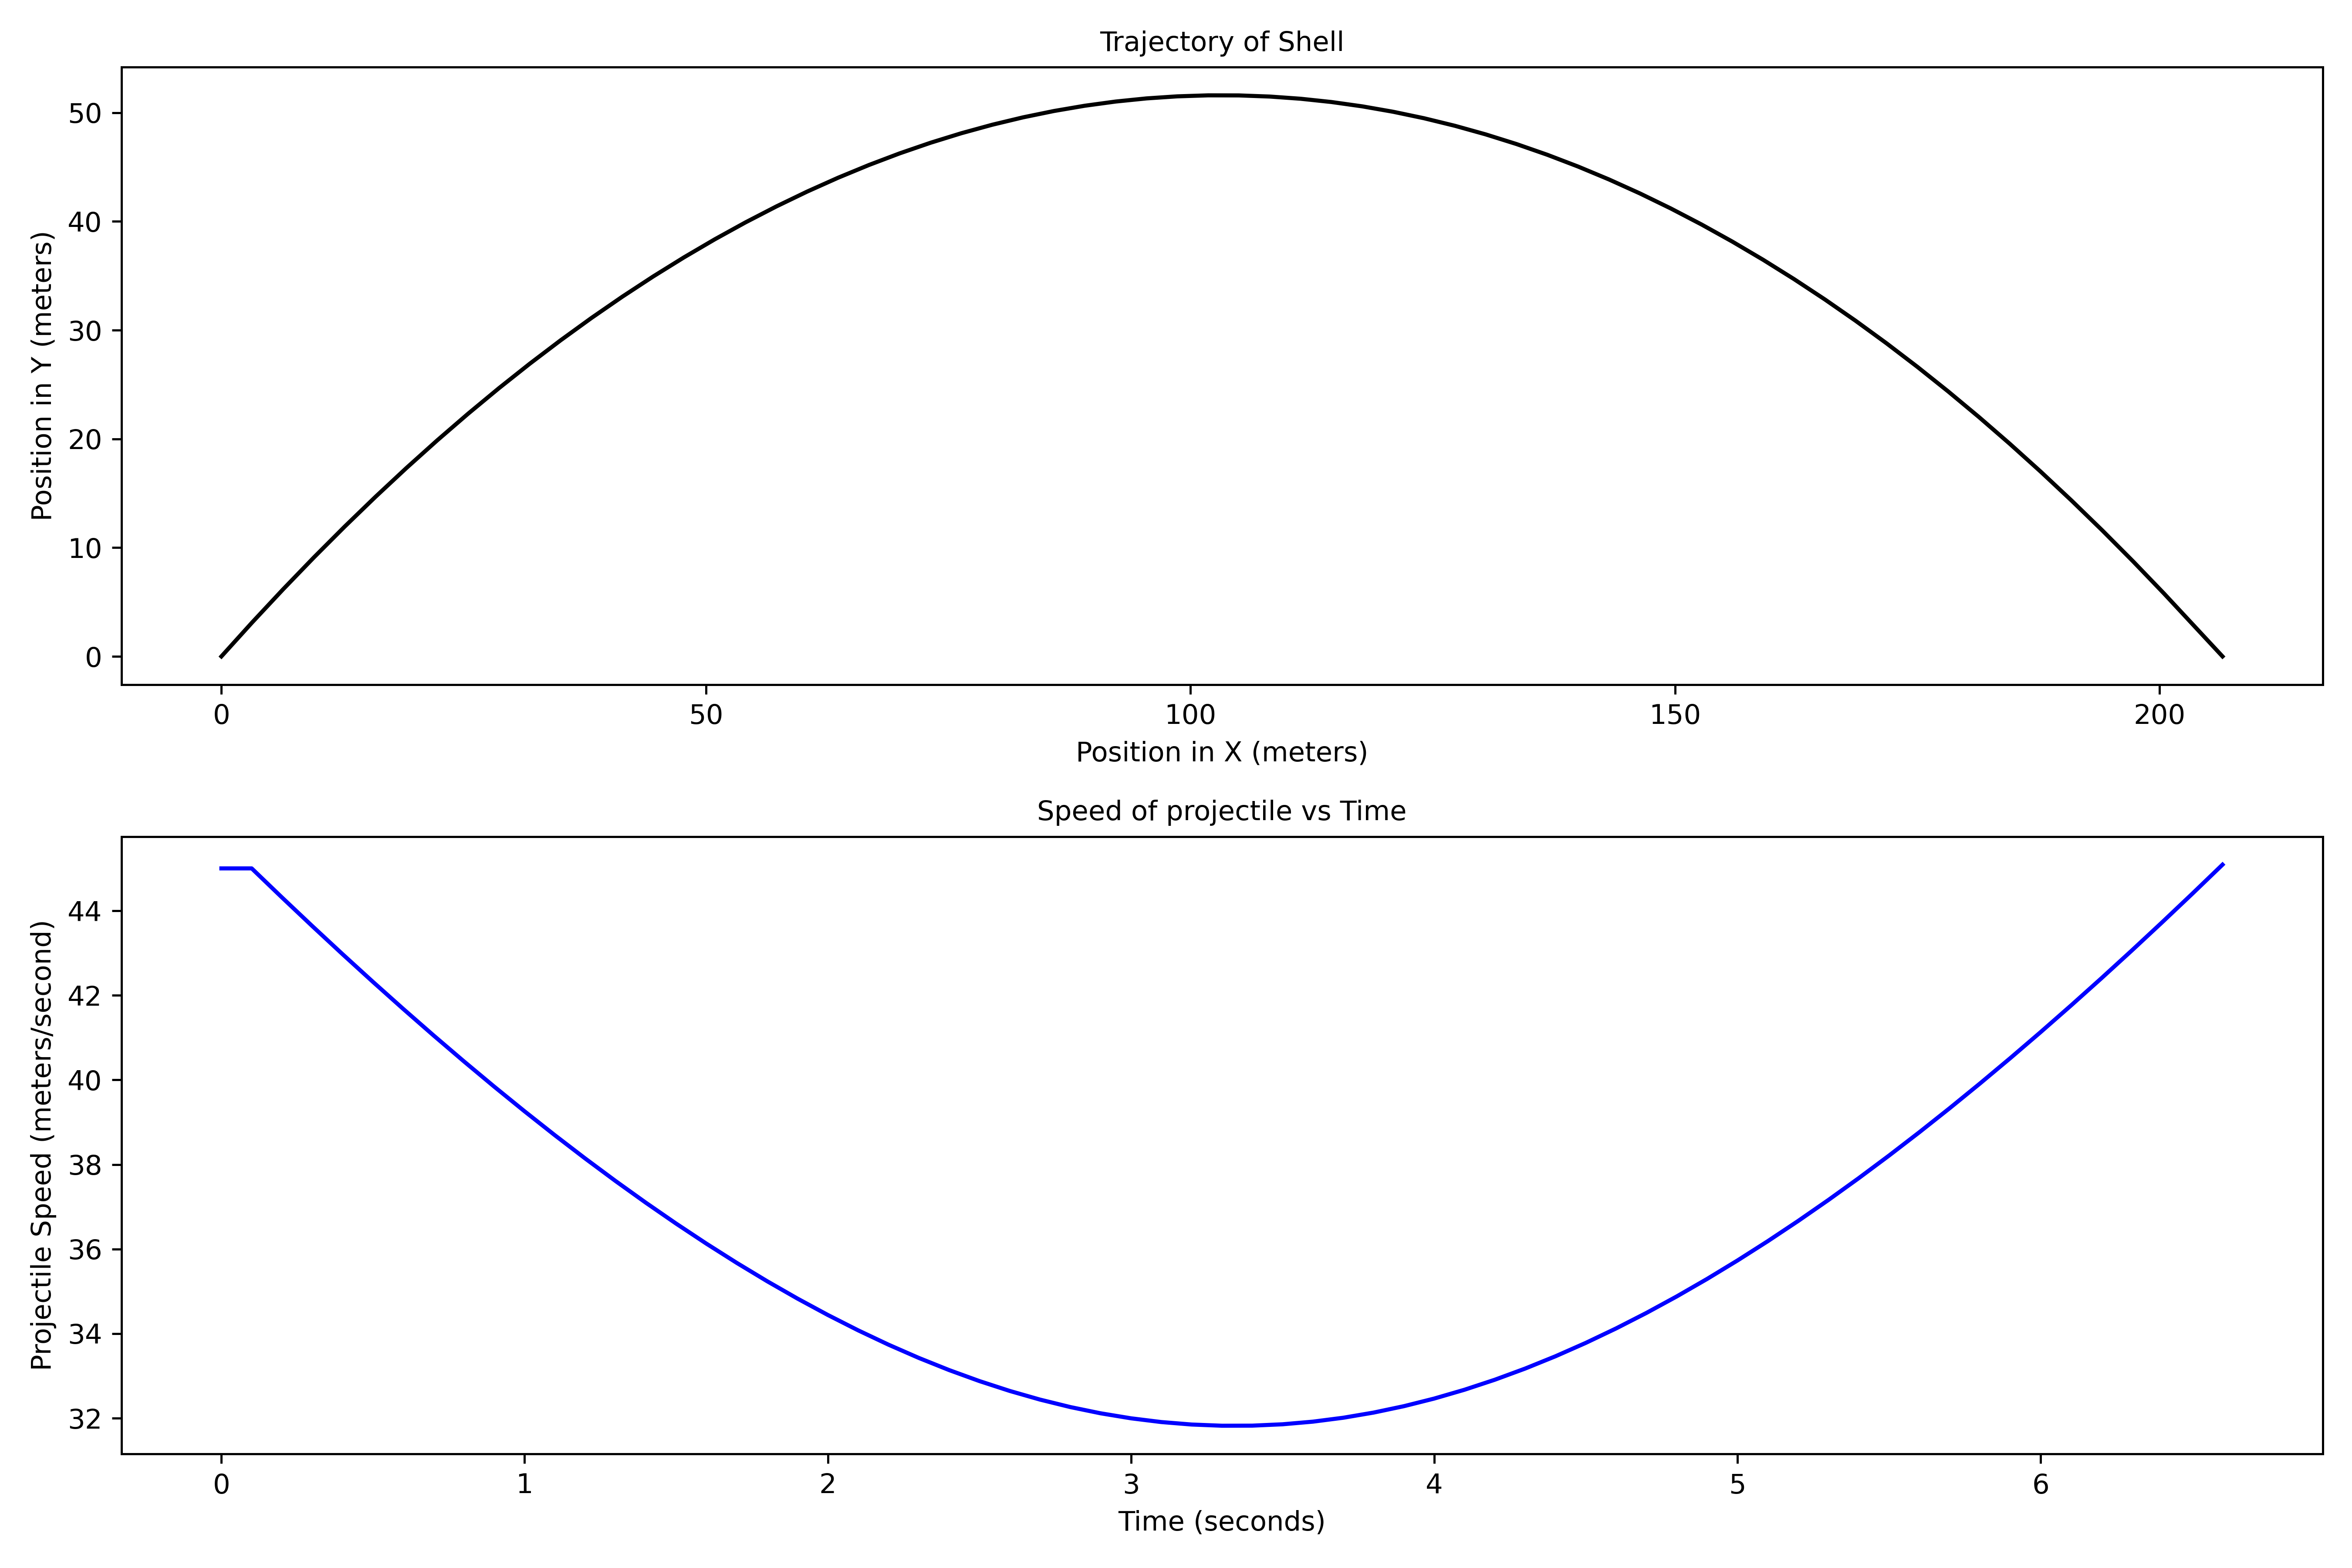 Trajectory of Shell
50
40
30
20
10
0
Position in Y (meters)
0 50 100 150 200
Position in X (meters)
Speed of projectile vs Time
44
42
40
38
36
34
32
Projectile Speed (meters/second)
0 1 2 3 4 5 6
Time (seconds)